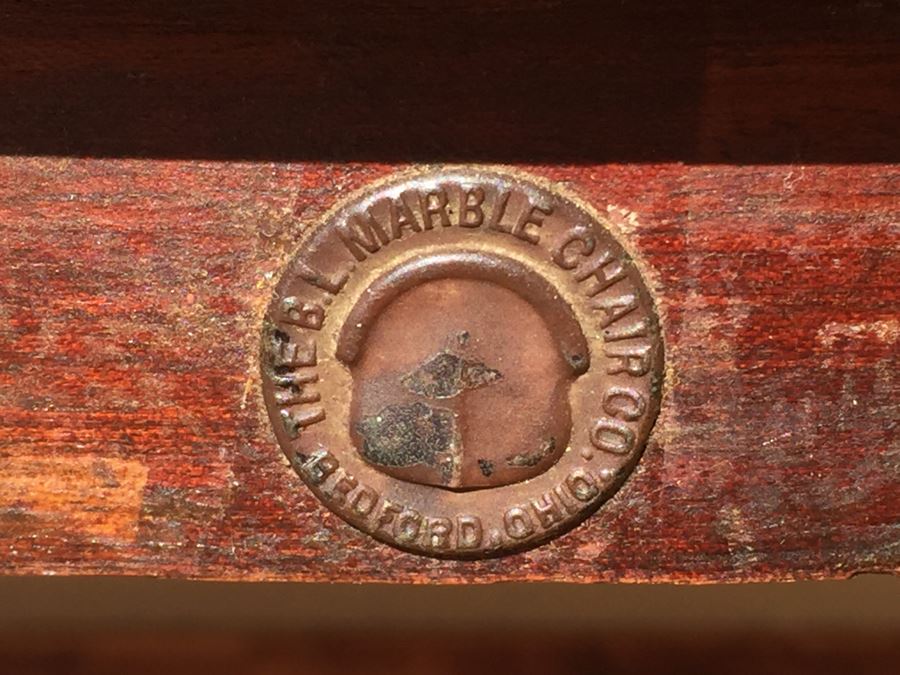 THE B.L. MARBLE CHAIR CO.
BEDFORD, OHIO.